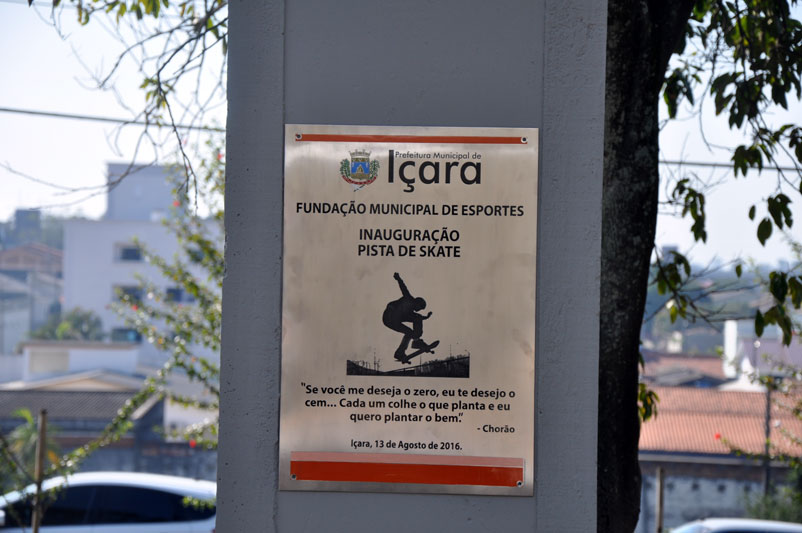 Prefeitura Municipal de
Içara
FUNDAÇÃO MUNICIPAL DE ESPORTES
INAUGURAÇÃO
PISTA DE SKATE
"Se você me deseja o zero, eu te desejo o
cem... Cada um colhe o que planta e eu
quero plantar o bem."
- Chorão
Içara, 13 de Agosto de 2016.